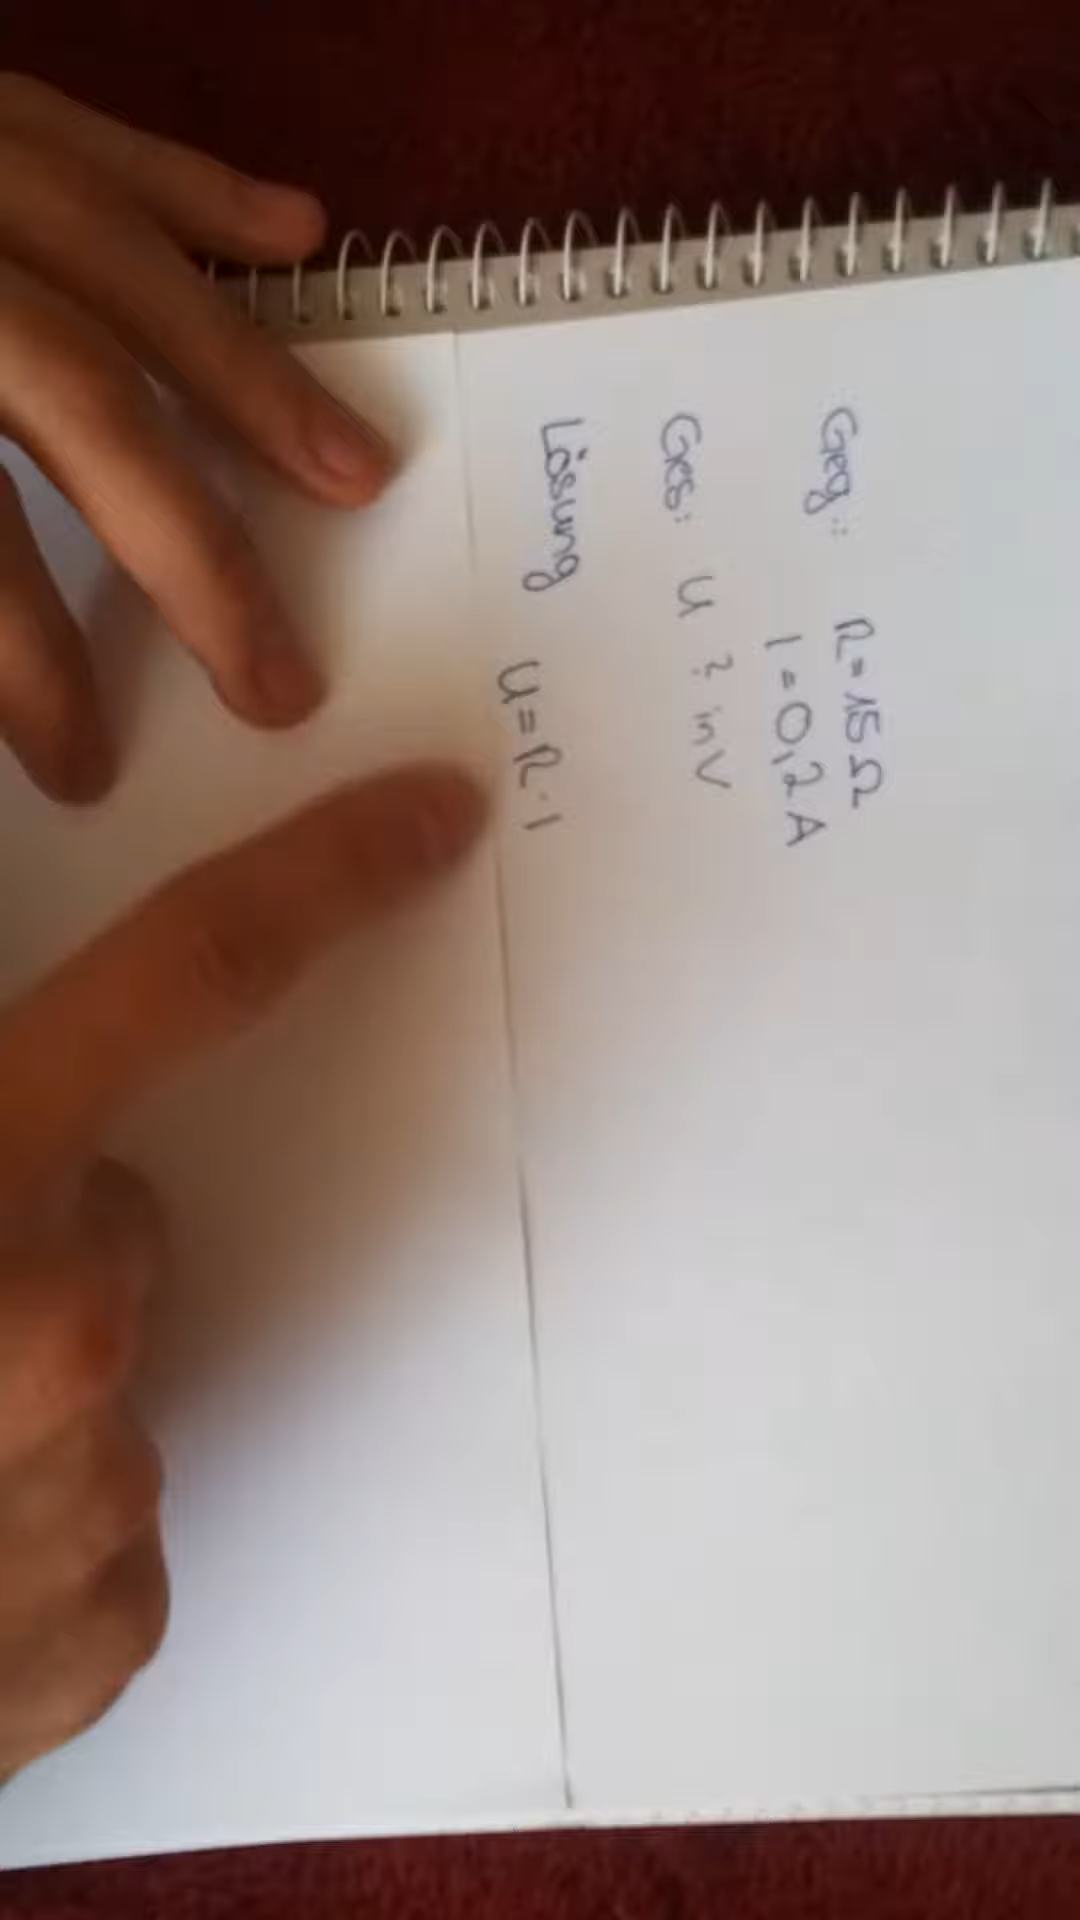 Geg.: R = 15 Ω
I = 0,2 A
Ges: U ? in V
Lösung U = R · I